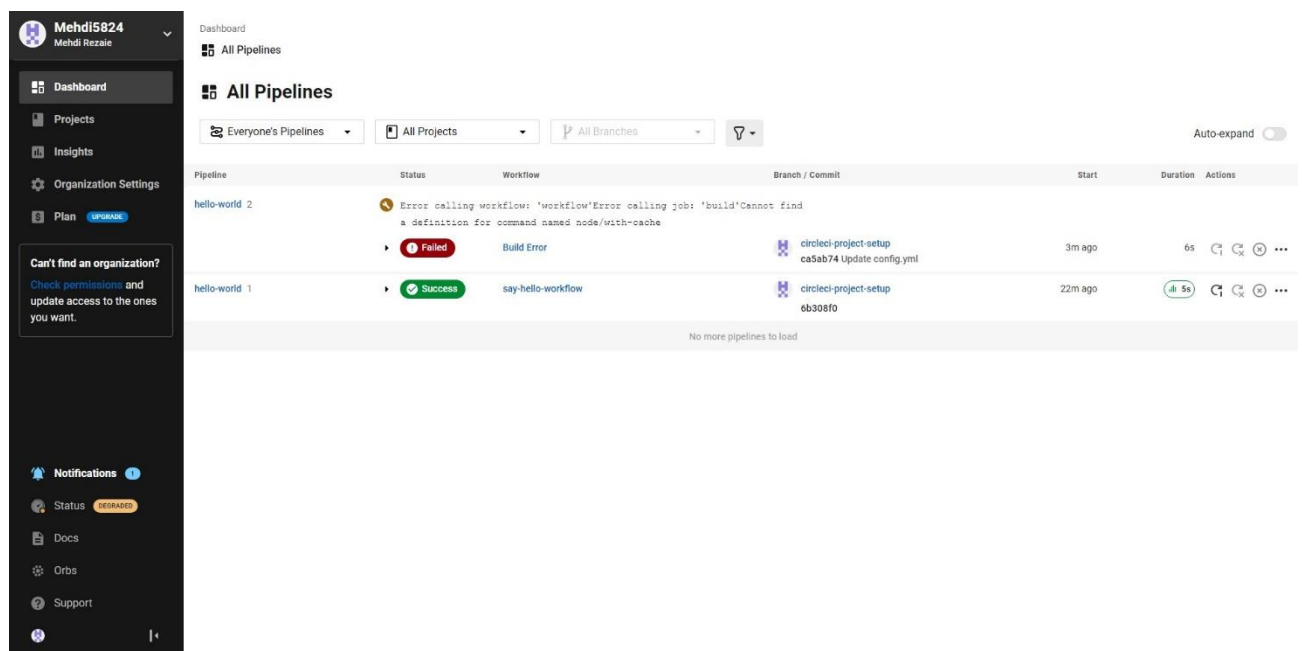 Mehdi5824
Mehdi Rezaie
Dashboard
Projects
Insights
Organization Settings
Plan UPGRADE
Can't find an organization?
Check permissions and
update access to the ones
you want.
Notifications 1
Status DEGRADED
Docs
Orbs
Support
Dashboard
All Pipelines
All Pipelines
Everyone's Pipelines All Projects All Branches Auto-expand
Pipeline Status Workflow Branch / Commit Start Duration Actions
hello-world 2 Error calling workflow: 'workflow'Error calling job: 'build'Cannot find
a definition for command named node/with-cache
Failed Build Error circleci-project-setup 3m ago 6s
ca5ab74 Update config.yml
hello-world 1 Success say-hello-workflow circleci-project-setup 22m ago 5s
6b308f0
No more pipelines to load